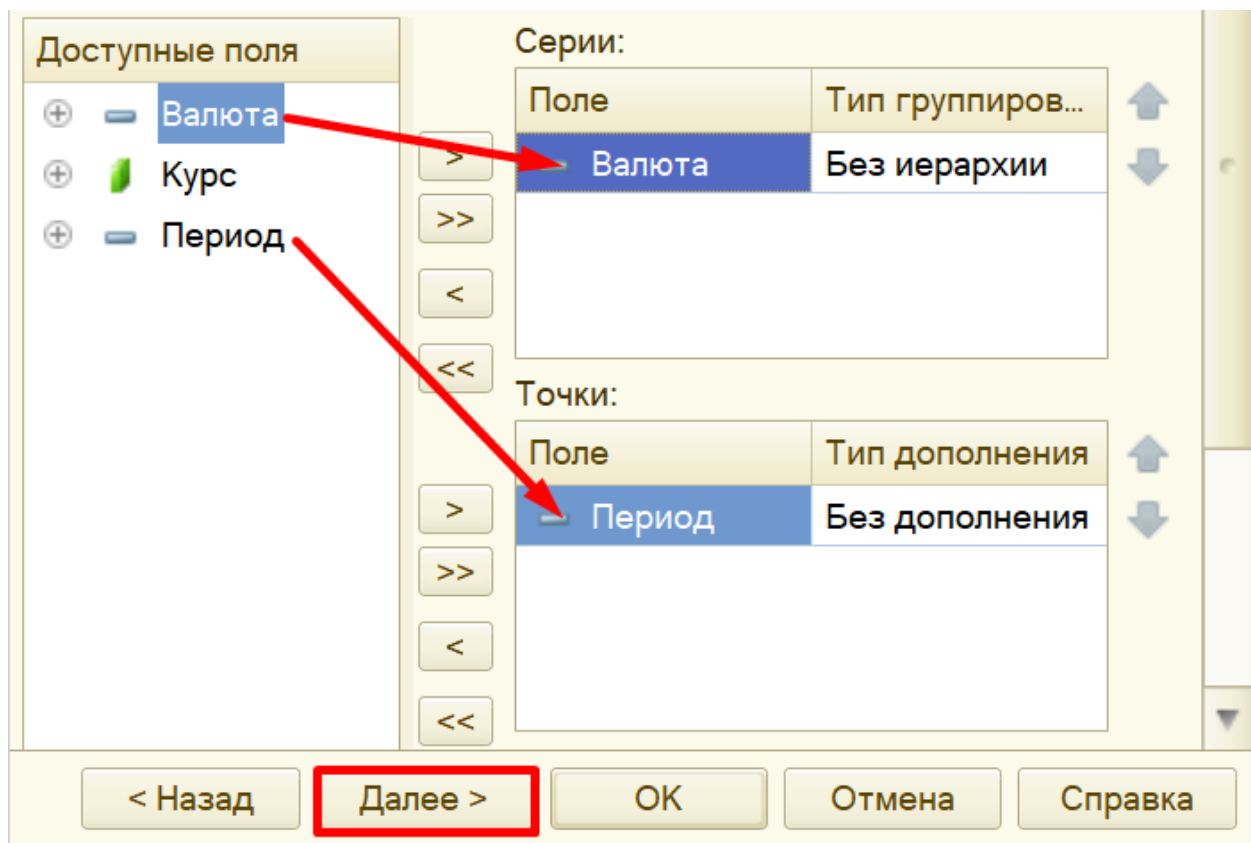 Доступные поля
Валюта
Курс
Период
>
>>
<
<<
Серии:
Поле Тип группиров...
Валюта Без иерархии
>
>>
<
<<
Точки:
Поле Тип дополнения
Период Без дополнения
< Назад Далее > OK Отмена Справка